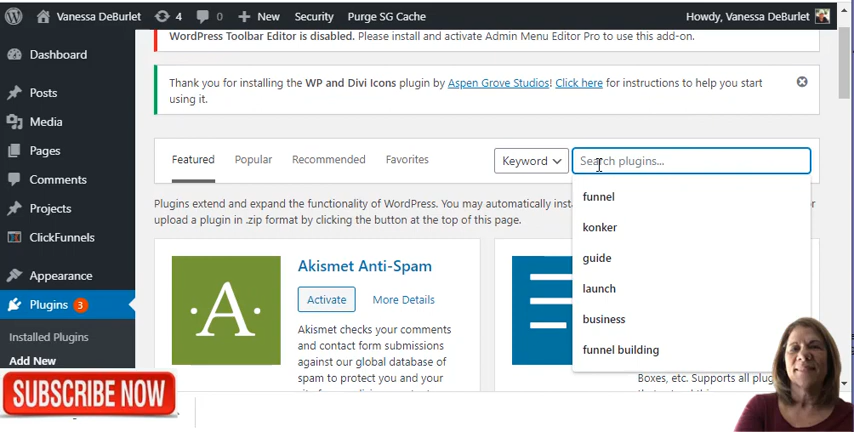 Vanessa DeBurlet 4 0 + New Security Purge SG Cache Howdy, Vanessa DeBurlet
WordPress Toolbar Editor is disabled. Please install and activate Admin Menu Editor Pro to use this add-on.
Dashboard
Posts
Media
Pages
Comments
Projects
ClickFunnels
Appearance
Plugins 3
Installed Plugins
Add New
SUBSCRIBE NOW
Thank you for installing the WP and Divi Icons plugin by Aspen Grove Studios! Click here for instructions to help you start
using it.
Featured Popular Recommended Favorites Keyword Search plugins...
funnel
konker
guide
launch
business
funnel building
Plugins extend and expand the functionality of WordPress. You may automatically
or
upload a plugin in .zip format by clicking the button at the top of this page.
A
Akismet Anti-Spam
Activate More Details
Akismet checks your comments
and contact form submissions
against our global database of
spam to protect you and your
Boxes, etc. Supports all